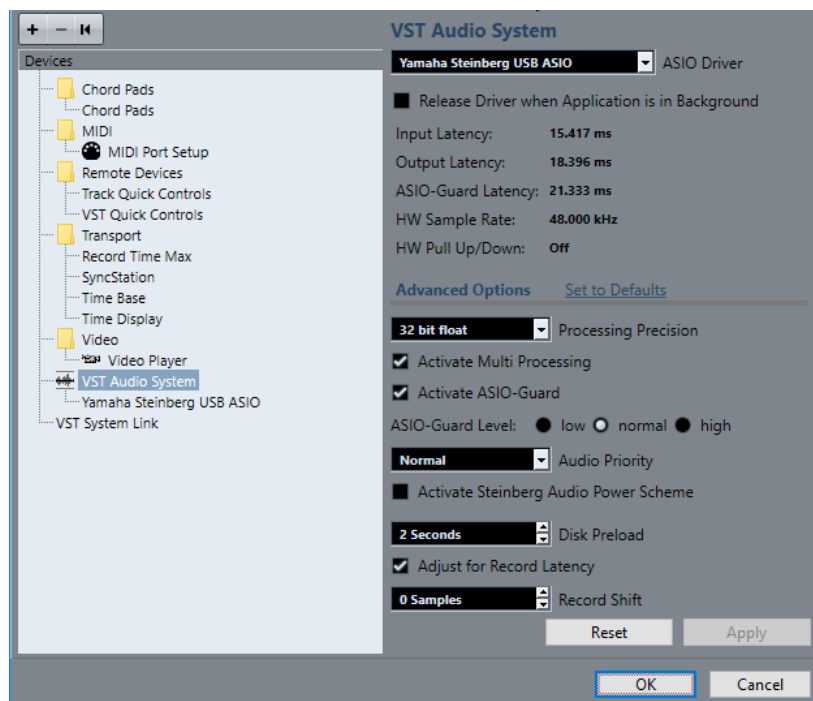 Devices
Chord Pads
Chord Pads
MIDI
MIDI Port Setup
Remote Devices
Track Quick Controls
VST Quick Controls
Transport
Record Time Max
SyncStation
Time Base
Time Display
Video
Video Player
VST Audio System
Yamaha Steinberg USB ASIO
VST System Link
VST Audio System
Yamaha Steinberg USB ASIO ASIO Driver
Release Driver when Application is in Background
Input Latency: 15.417 ms
Output Latency: 18.396 ms
ASIO-Guard Latency: 21.333 ms
HW Sample Rate: 48.000 kHz
HW Pull Up/Down: Off
Advanced Options Set to Defaults
32 bit float Processing Precision
Activate Multi Processing
Activate ASIO-Guard
ASIO-Guard Level: low normal high
Normal Audio Priority
Activate Steinberg Audio Power Scheme
2 Seconds Disk Preload
Adjust for Record Latency
0 Samples Record Shift
Reset Apply
OK Cancel